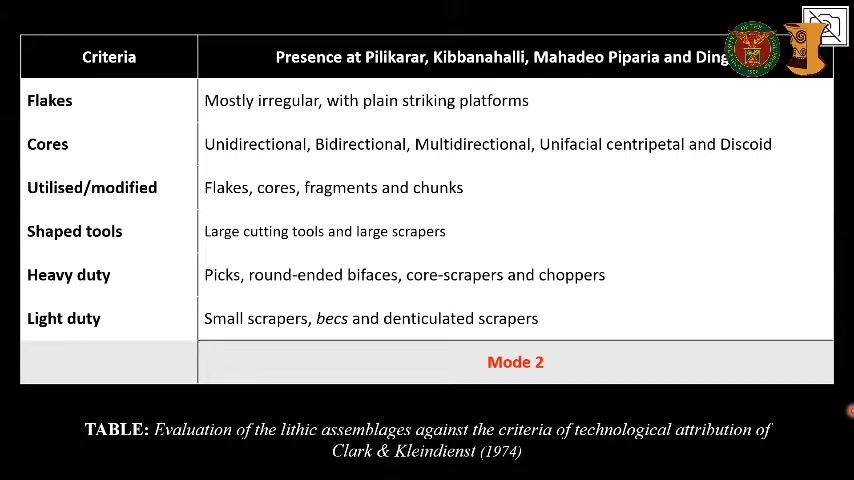 Criteria
Presence at Pilikarar, Kibbanahalli, Mahadeo Piparia and
Flakes
Mostly irregular, with plain striking platforms
Cores
Unidirectional, Bidirectional, Multidirectional, Unifacial centripetal and Discoid
Utilised/modified
Flakes, cores, fragments and chunks
Shaped tools
Large cutting tools and large scrapers
Heavy duty
Picks, round-ended bifaces, core-scrapers and choppers
Light duty
Small scrapers, becs and denticulated scrapers
Mode 2
TABLE: Evaluation of the lithic assemblages against the criteria of technological attribution of
Clark & Kleindienst (1974)